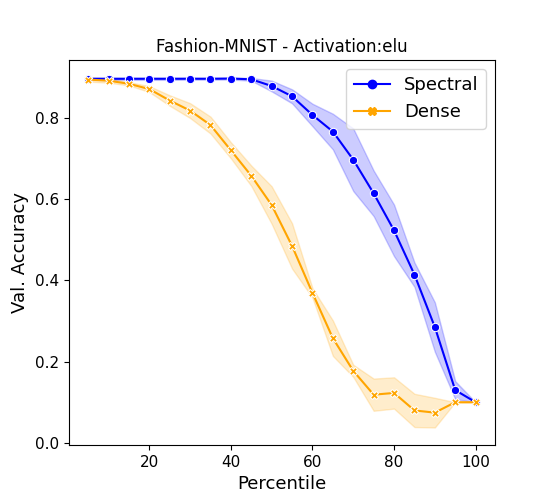 Fashion-MNIST - Activation:elu
Spectral
Dense
Val. Accuracy
0.8
0.6
0.4
0.2
0.0
20 40 60 80 100
Percentile